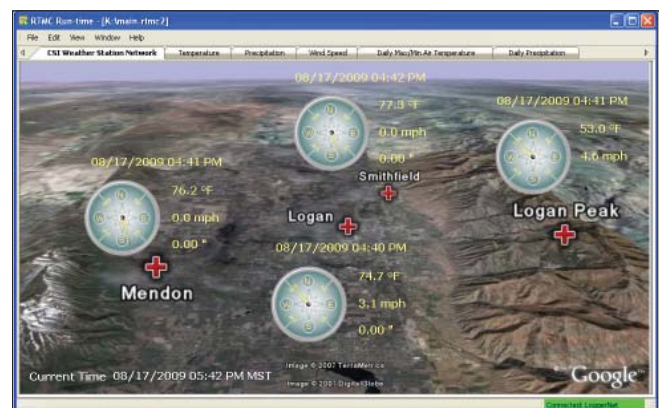 RTMC Run-time - [K:\main.rtmc2]
File Edit View Window Help
CSI Weather Station Network Temperature Precipitation Wind Speed Daily Max/Min Air Temperature Daily Precipitation
08/17/2009 04:42 PM
77.3 °F
0.0 mph
0.00 "
Smithfield
08/17/2009 04:41 PM
53.0 °F
4.6 mph
Logan Peak
08/17/2009 04:41 PM
76.2 °F
0.0 mph
0.00 "
Mendon
Logan
08/17/2009 04:40 PM
74.7 °F
3.1 mph
0.00 "
Image © 2007 TerraMetrics
Image © 2007 DigitalGlobe
Current Time 08/17/2009 05:42 PM MST
Google™
Connected: LoggerNet